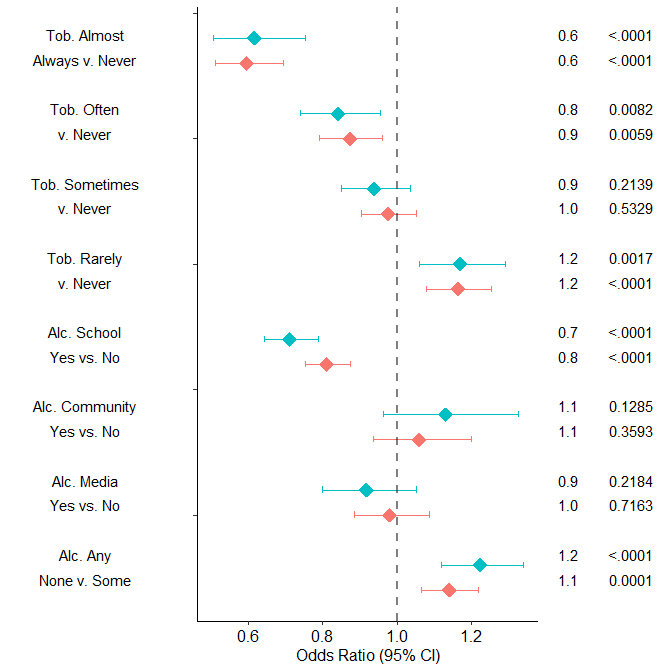 Tob. Almost 0.6 <.0001
Always v. Never 0.6 <.0001
Tob. Often 0.8 0.0082
v. Never 0.9 0.0059
Tob. Sometimes 0.9 0.2139
v. Never 1.0 0.5329
Tob. Rarely 1.2 0.0017
v. Never 1.2 <.0001
Alc. School 0.7 <.0001
Yes vs. No 0.8 <.0001
Alc. Community 1.1 0.1285
Yes vs. No 1.1 0.3593
Alc. Media 0.9 0.2184
Yes vs. No 1.0 0.7163
Alc. Any 1.2 <.0001
None v. Some 1.1 0.0001
0.6 0.8 1.0 1.2
Odds Ratio (95% CI)